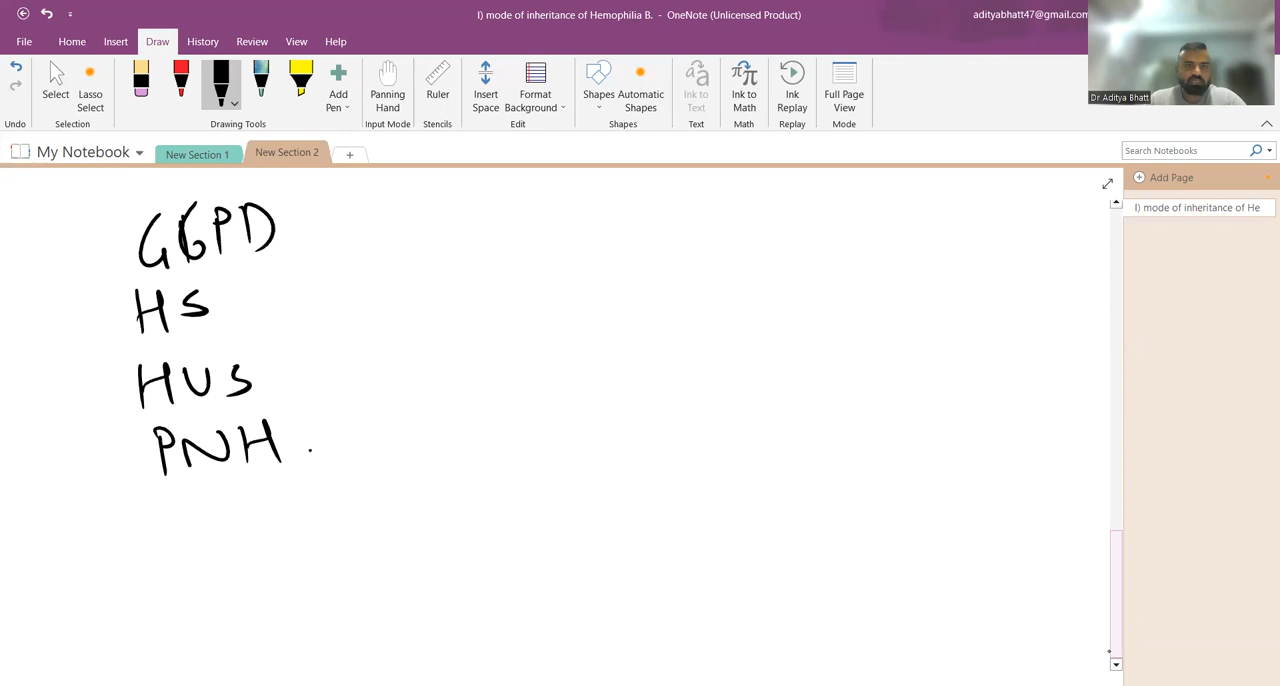 I) mode of inheritance of Hemophilia B. - OneNote (Unlicensed Product)
adityabhatt47@gmail.com
File Home Insert Draw History Review View Help
Undo
Select
Lasso Select
Selection
Drawing Tools
Add Pen
Panning Hand
Input Mode
Ruler
Stencils
Insert Space
Format Background
Edit
Shapes
Automatic Shapes
Shapes
Ink to Text
Text
Ink to Math
Math
Ink Replay
Replay
Full Page View
Mode
Dr Aditya Bhatt
My Notebook
New Section 1
New Section 2
Search Notebooks
Add Page
I) mode of inheritance of He
G6PD
HS
HUS
PNH .